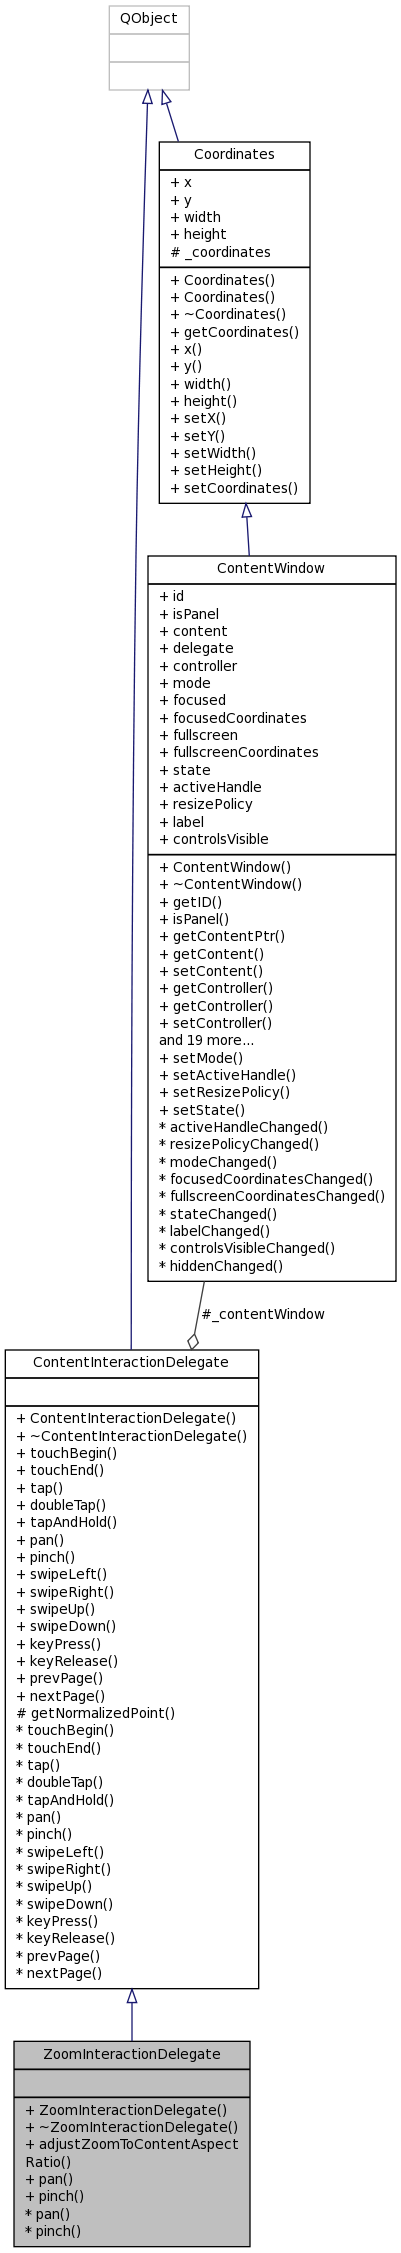 QObject
Coordinates
+ x
+ y
+ width
+ height
# _coordinates
+ Coordinates()
+ Coordinates()
+ ~Coordinates()
+ getCoordinates()
+ x()
+ y()
+ width()
+ height()
+ setX()
+ setY()
+ setWidth()
+ setHeight()
+ setCoordinates()
ContentWindow
+ id
+ isPanel
+ content
+ delegate
+ controller
+ mode
+ focused
+ focusedCoordinates
+ fullscreen
+ fullscreenCoordinates
+ state
+ activeHandle
+ resizePolicy
+ label
+ controlsVisible
+ ContentWindow()
+ ~ContentWindow()
+ getID()
+ isPanel()
+ getContentPtr()
+ getContent()
+ setContent()
+ getController()
+ getController()
+ setController()
and 19 more...
+ setMode()
+ setActiveHandle()
+ setResizePolicy()
+ setState()
* activeHandleChanged()
* resizePolicyChanged()
* modeChanged()
* focusedCoordinatesChanged()
* fullscreenCoordinatesChanged()
* stateChanged()
* labelChanged()
* controlsVisibleChanged()
* hiddenChanged()
#_contentWindow
ContentInteractionDelegate
+ ContentInteractionDelegate()
+ ~ContentInteractionDelegate()
+ touchBegin()
+ touchEnd()
+ tap()
+ doubleTap()
+ tapAndHold()
+ pan()
+ pinch()
+ swipeLeft()
+ swipeRight()
+ swipeUp()
+ swipeDown()
+ keyPress()
+ keyRelease()
+ prevPage()
+ nextPage()
# getNormalizedPoint()
* touchBegin()
* touchEnd()
* tap()
* doubleTap()
* tapAndHold()
* pan()
* pinch()
* swipeLeft()
* swipeRight()
* swipeUp()
* swipeDown()
* keyPress()
* keyRelease()
* prevPage()
* nextPage()
ZoomInteractionDelegate
+ ZoomInteractionDelegate()
+ ~ZoomInteractionDelegate()
+ adjustZoomToContentAspect
Ratio()
+ pan()
+ pinch()
* pan()
* pinch()